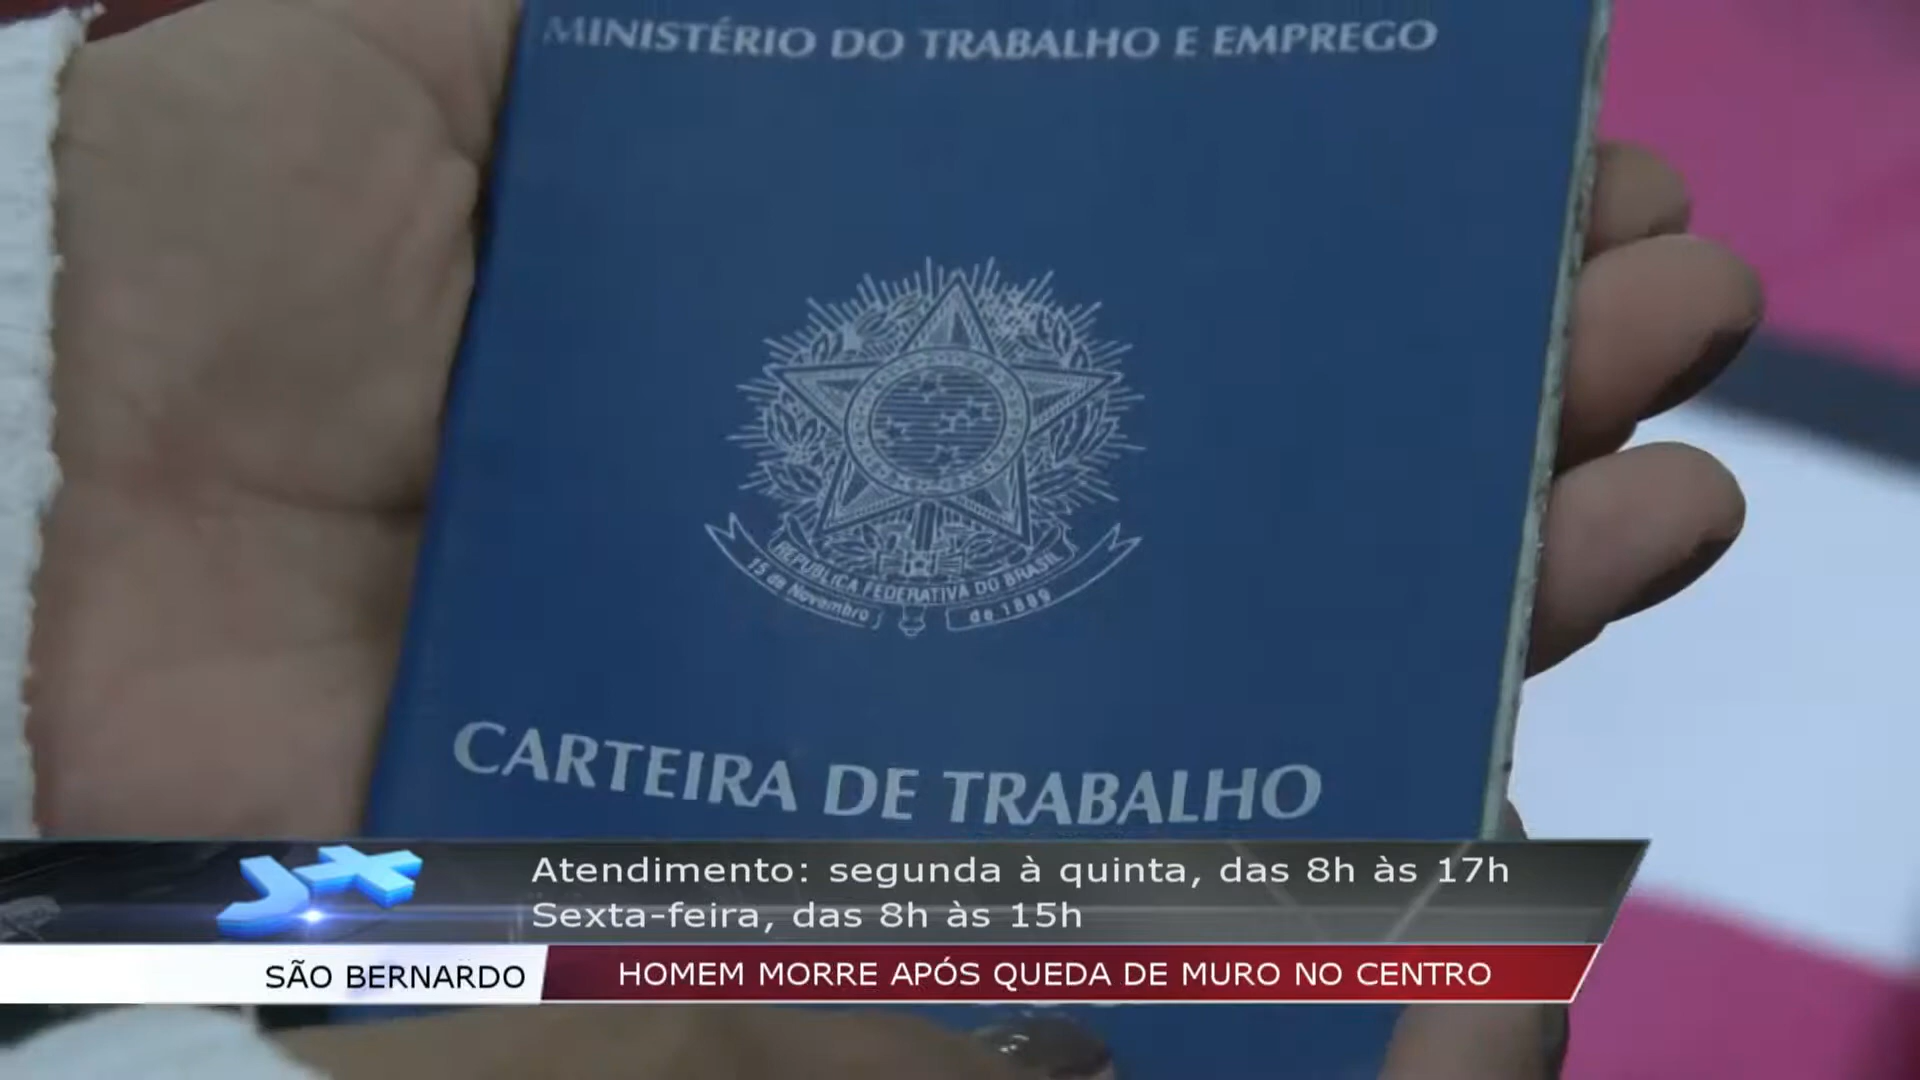 MINISTÉRIO DO TRABALHO E EMPREGO
REPÚBLICA FEDERATIVA DO BRASIL
15 de Novembro de 1889
CARTEIRA DE TRABALHO
Atendimento: segunda à quinta, das 8h às 17h
Sexta-feira, das 8h às 15h
SÃO BERNARDO HOMEM MORRE APÓS QUEDA DE MURO NO CENTRO